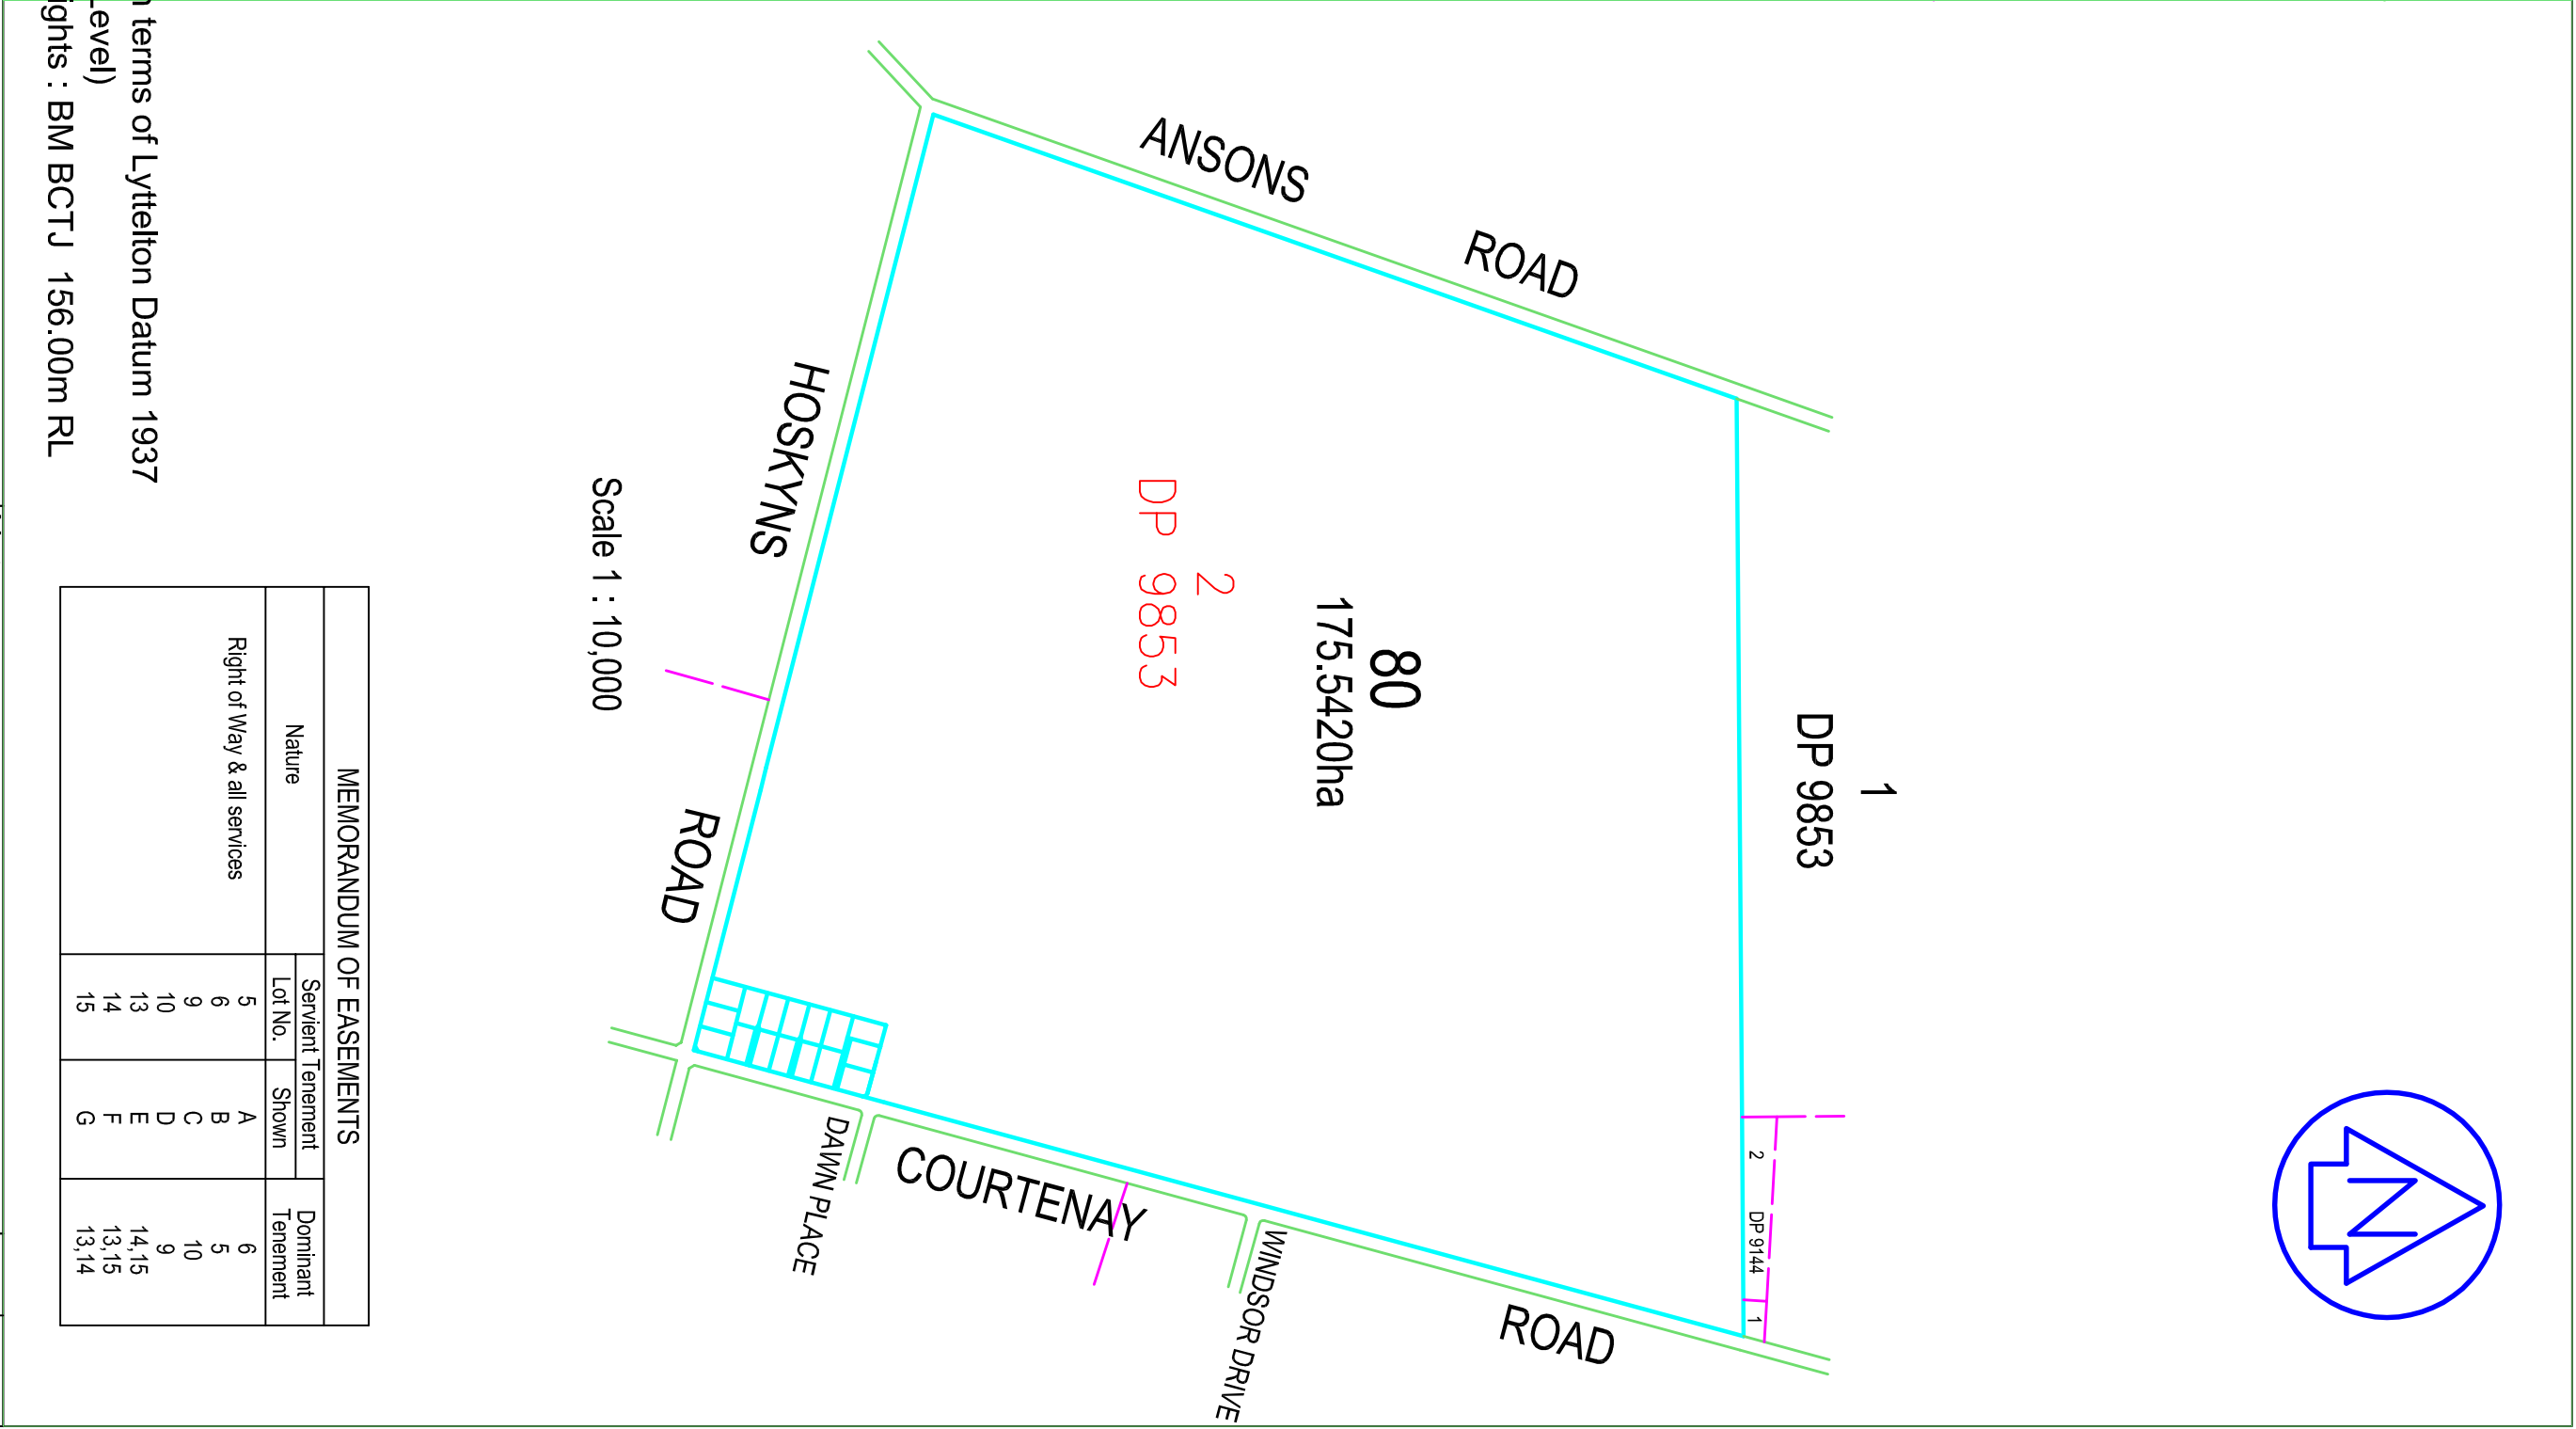 1
DP 9853
ANSONS ROAD
80
175.5420ha
2
DP 9853
2
DP 9144
1
HOSKYNS ROAD
COURTENAY ROAD
WINDSOR DRIVE
DAWN PLACE
Scale 1 : 10,000
N
MEMORANDUM OF EASEMENTS
Nature
Servient Tenement
Dominant Tenement
Lot No.
Shown
Right of Way & all services
5 A 6
6 B 5
9 C 10
10 D 9
13 E 14,15
14 F 13,15
15 G 13,14
terms of Lyttelton Datum 1937
evel)
ghts : BM BCTJ 156.00m RL